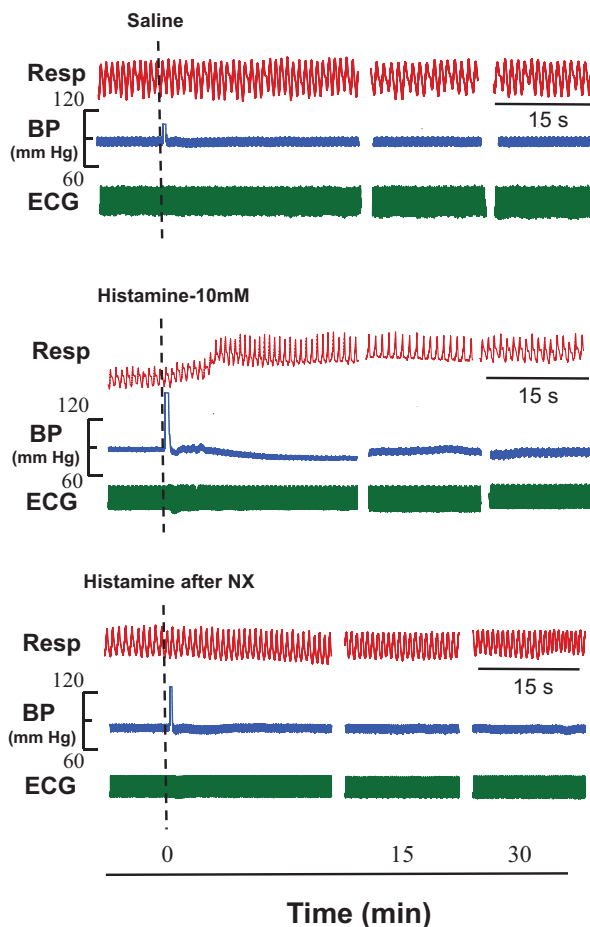 Saline
Resp
120
BP
(mm Hg)
60
ECG
15 s
Histamine-10mM
Resp
120
BP
(mm Hg)
60
ECG
15 s
Histamine after NX
Resp
120
BP
(mm Hg)
60
ECG
15 s
0 15 30
Time (min)